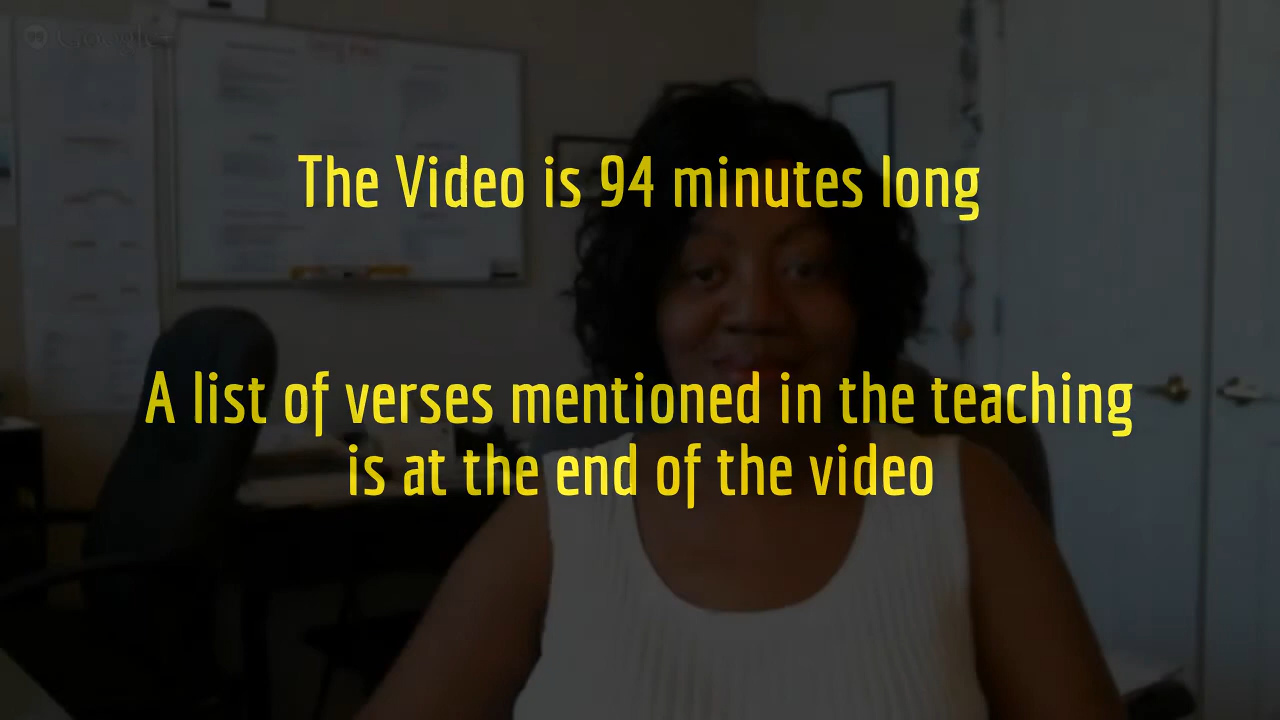 Google+
The Video is 94 minutes long
A list of verses mentioned in the teaching
is at the end of the video